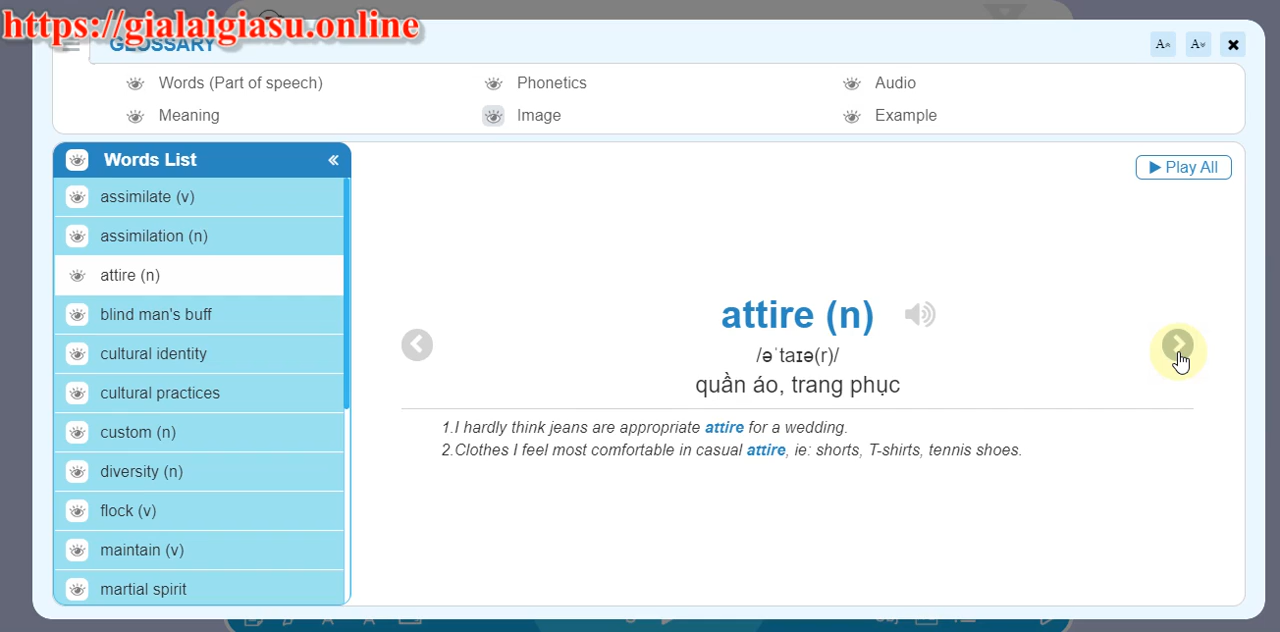 https://gialaigiasu.online
GLOSSARY
Words (Part of speech)
Phonetics
Audio
Meaning
Image
Example
Words List
assimilate (v)
assimilation (n)
attire (n)
blind man's buff
cultural identity
cultural practices
custom (n)
diversity (n)
flock (v)
maintain (v)
martial spirit
Play All
attire (n)
/əˈtaɪə(r)/
quần áo, trang phục
1.I hardly think jeans are appropriate attire for a wedding.
2.Clothes I feel most comfortable in casual attire, ie: shorts, T-shirts, tennis shoes.